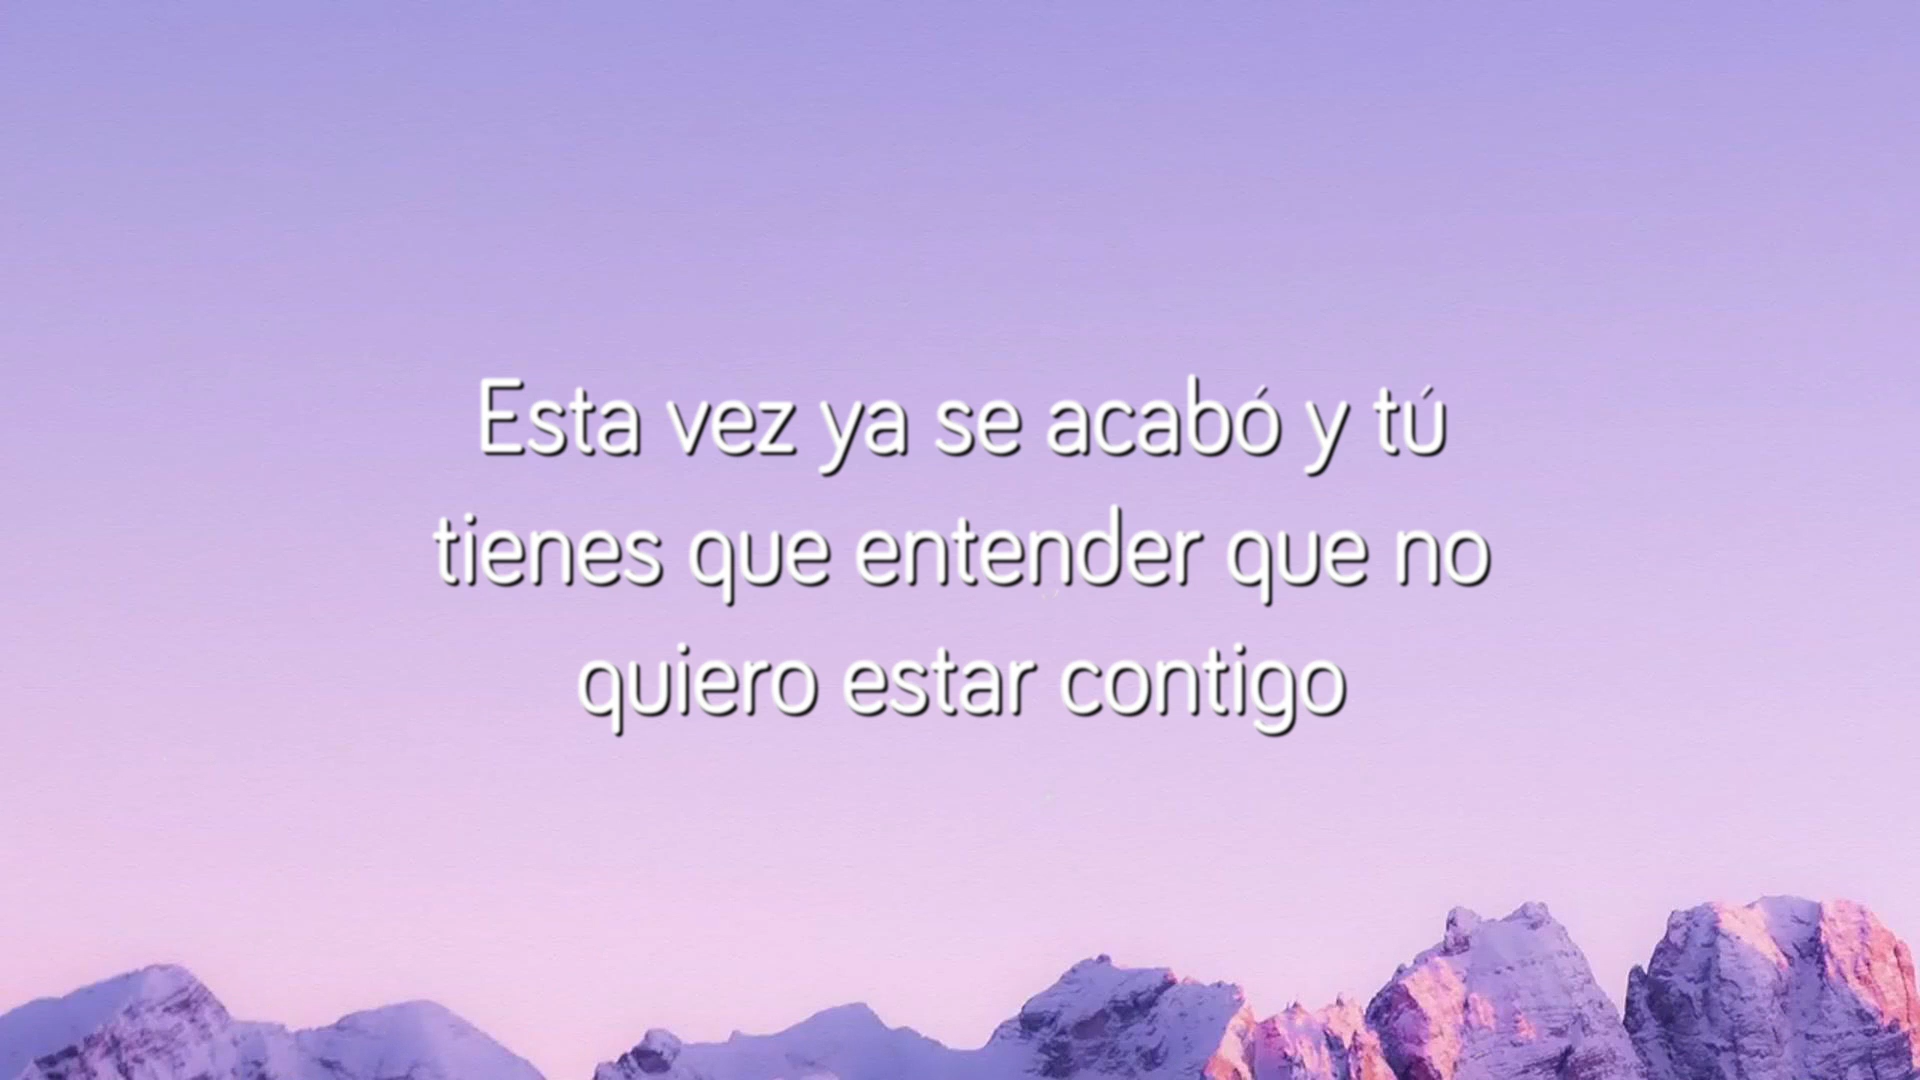 Esta vez ya se acabó y tú
tienes que entender que no
quiero estar contigo